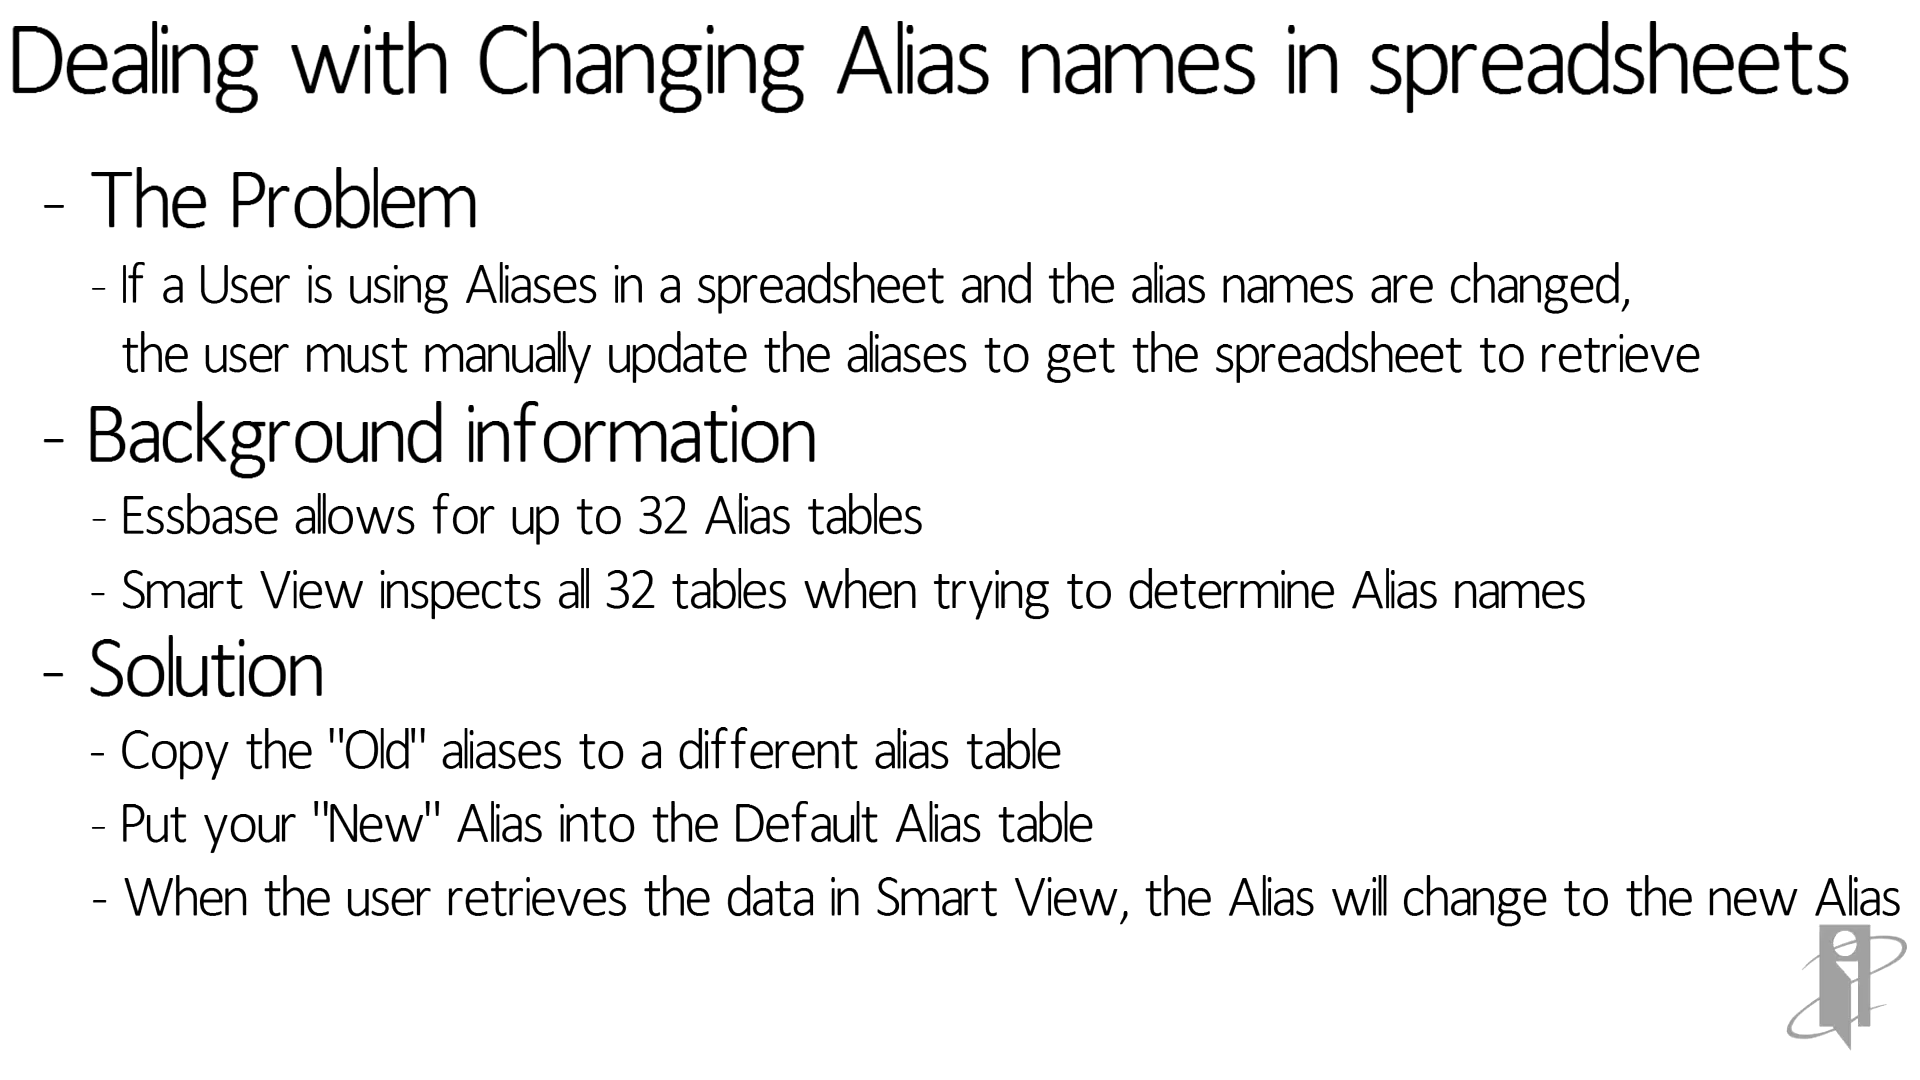 Dealing with Changing Alias names in spreadsheets
- The Problem
- If a User is using Aliases in a spreadsheet and the alias names are changed,
the user must manually update the aliases to get the spreadsheet to retrieve
- Background information
- Essbase allows for up to 32 Alias tables
- Smart View inspects all 32 tables when trying to determine Alias names
- Solution
- Copy the "Old" aliases to a different alias table
- Put your "New" Alias into the Default Alias table
- When the user retrieves the data in Smart View, the Alias will change to the new Alias